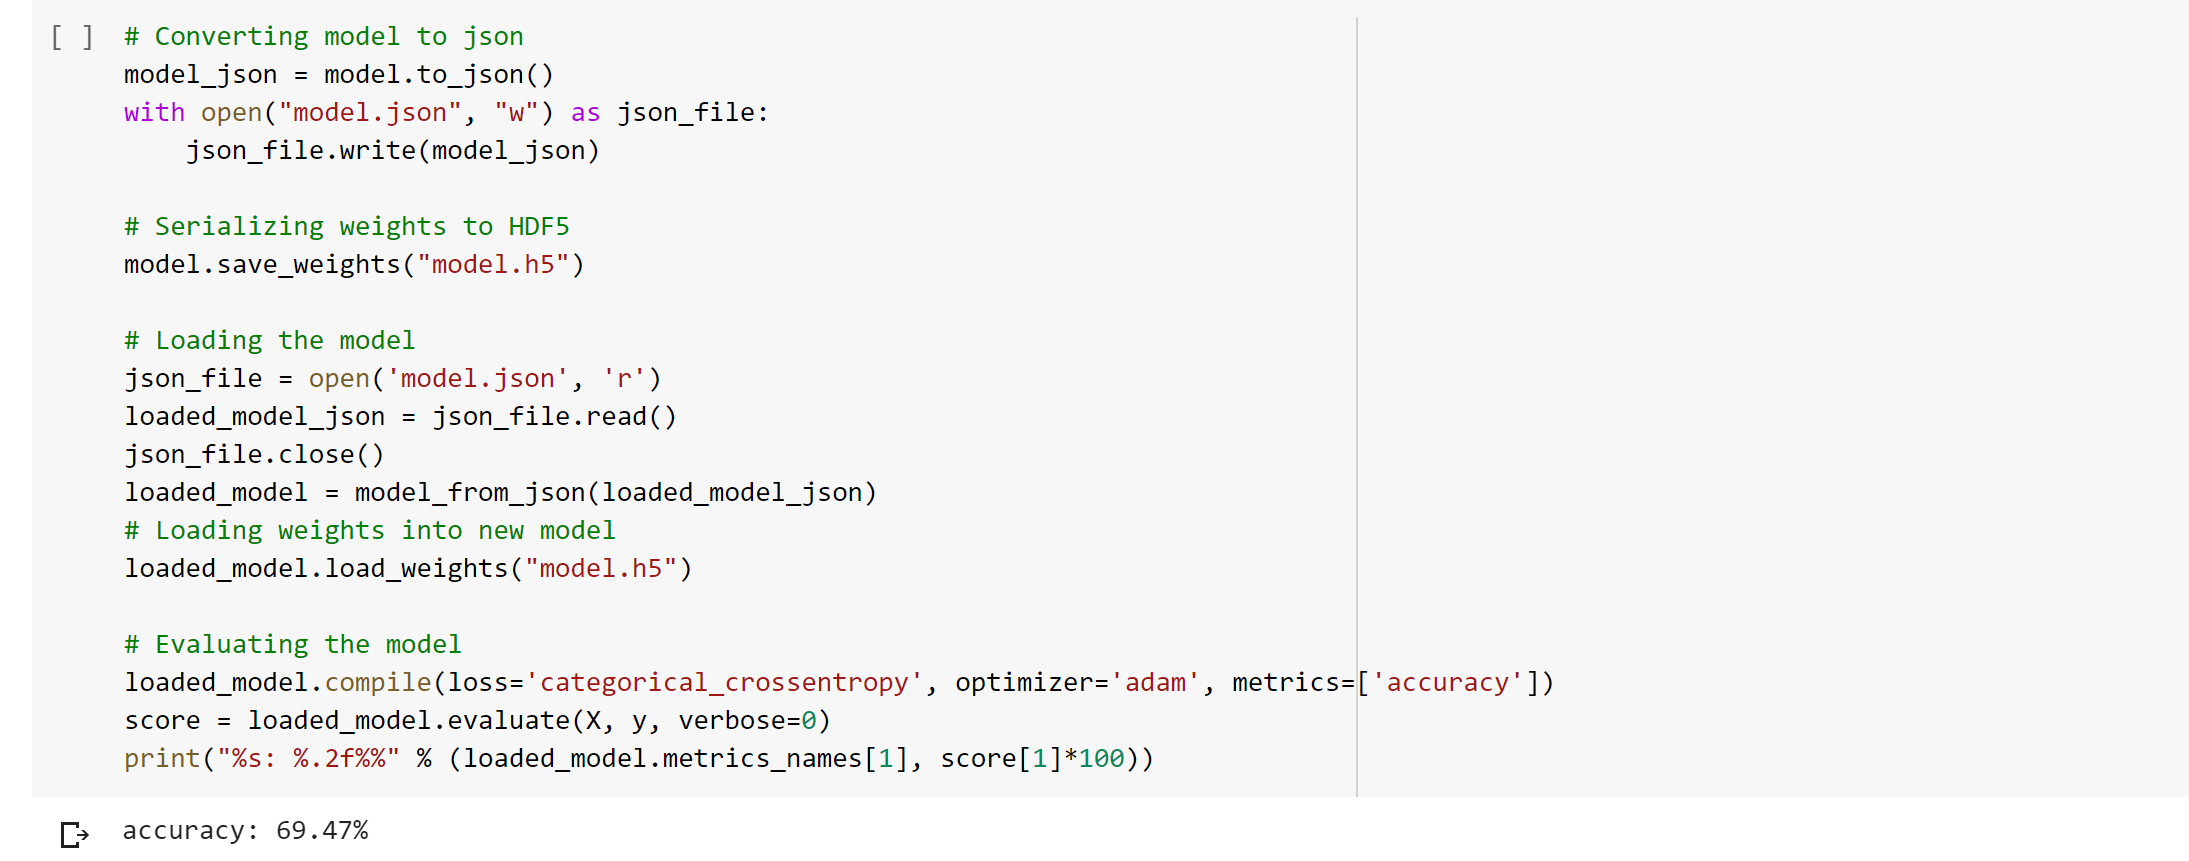 [ ] # Converting model to json
model_json = model.to_json()
with open("model.json", "w") as json_file:
    json_file.write(model_json)

# Serializing weights to HDF5
model.save_weights("model.h5")

# Loading the model
json_file = open('model.json', 'r')
loaded_model_json = json_file.read()
json_file.close()
loaded_model = model_from_json(loaded_model_json)
# Loading weights into new model
loaded_model.load_weights("model.h5")

# Evaluating the model
loaded_model.compile(loss='categorical_crossentropy', optimizer='adam', metrics=['accuracy'])
score = loaded_model.evaluate(X, y, verbose=0)
print("%s: %.2f%%" % (loaded_model.metrics_names[1], score[1]*100))

accuracy: 69.47%